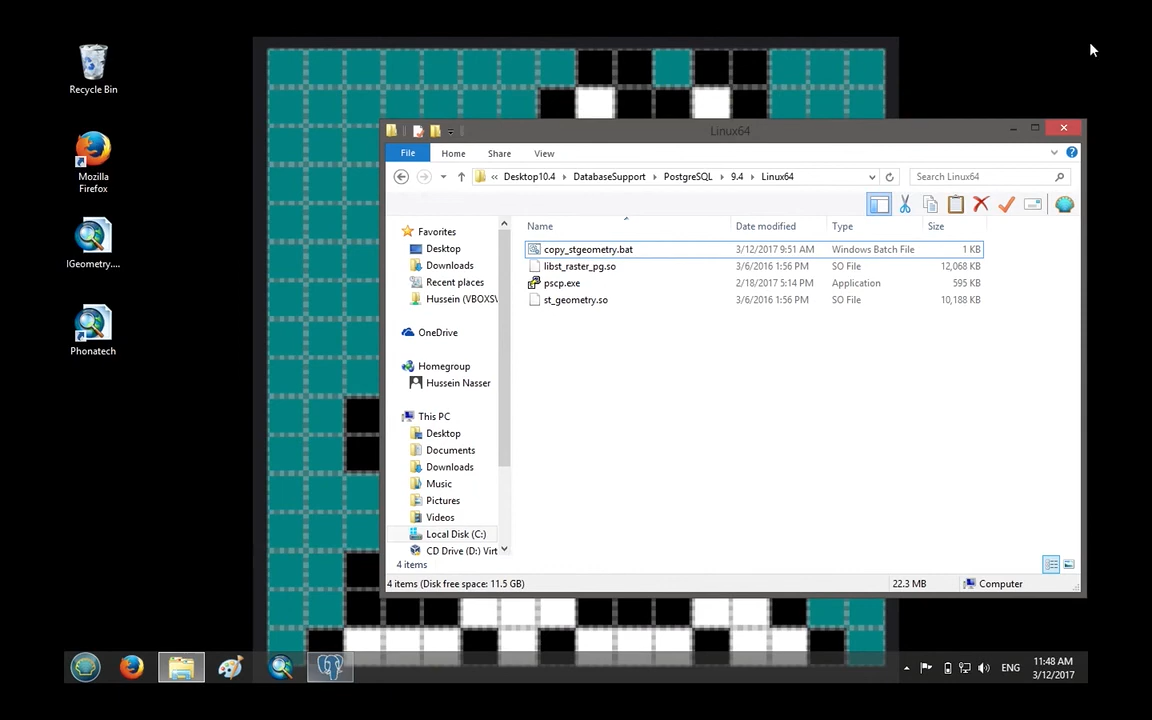 Recycle Bin
Mozilla
Firefox
lGeometry....
Phonatech
Linux64
File
Home
Share
View
« Desktop10.4 DatabaseSupport PostgreSQL 9.4 Linux64
Search Linux64
Name
Date modified
Type
Size
copy_stgeometry.bat 3/12/2017 9:51 AM Windows Batch File 1 KB
libst_raster_pg.so 3/6/2016 1:56 PM SO File 12,068 KB
pscp.exe 2/18/2017 5:14 PM Application 595 KB
st_geometry.so 3/6/2016 1:56 PM SO File 10,188 KB
Favorites
Desktop
Downloads
Recent places
Hussein (VBOXSV
OneDrive
Homegroup
Hussein Nasser
This PC
Desktop
Documents
Downloads
Music
Pictures
Videos
Local Disk (C:)
CD Drive (D:) Virt
4 items
4 items (Disk free space: 11.5 GB)
22.3 MB
Computer
ENG
11:48 AM
3/12/2017